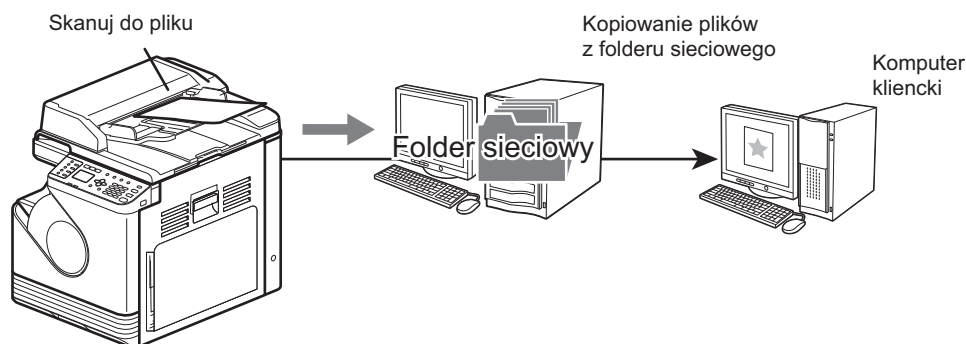 Skanuj do pliku
Kopiowanie plików
z folderu sieciowego
Komputer
kliencki
Folder sieciowy